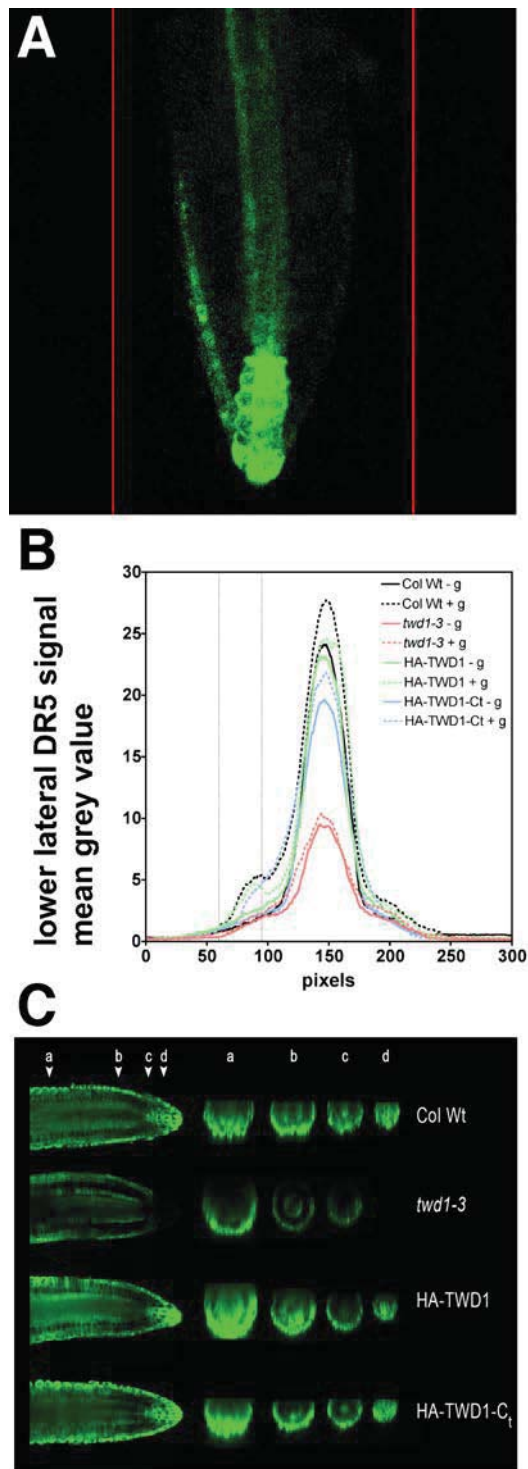 A
B
lower lateral DR5 signal
mean grey value
30
25
20
15
10
5
0
0 50 100 150 200 250 300
pixels
Col Wt - g
Col Wt + g
twd1-3 - g
twd1-3 + g
HA-TWD1 - g
HA-TWD1 + g
HA-TWD1-Ct - g
HA-TWD1-Ct + g
C
a b c d a b c d
Col Wt
twd1-3
HA-TWD1
HA-TWD1-Ct